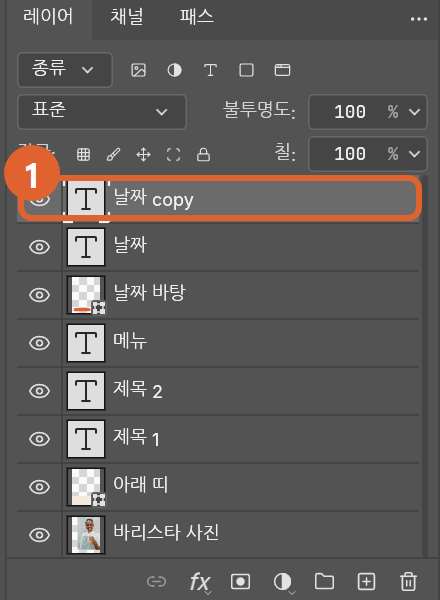 레이어 채널 패스
종류
표준 불투명도: 100 %
칠: 100 %
1
날짜 copy
날짜
날짜 바탕
메뉴
제목 2
제목 1
아래 띠
바리스타 사진
fx